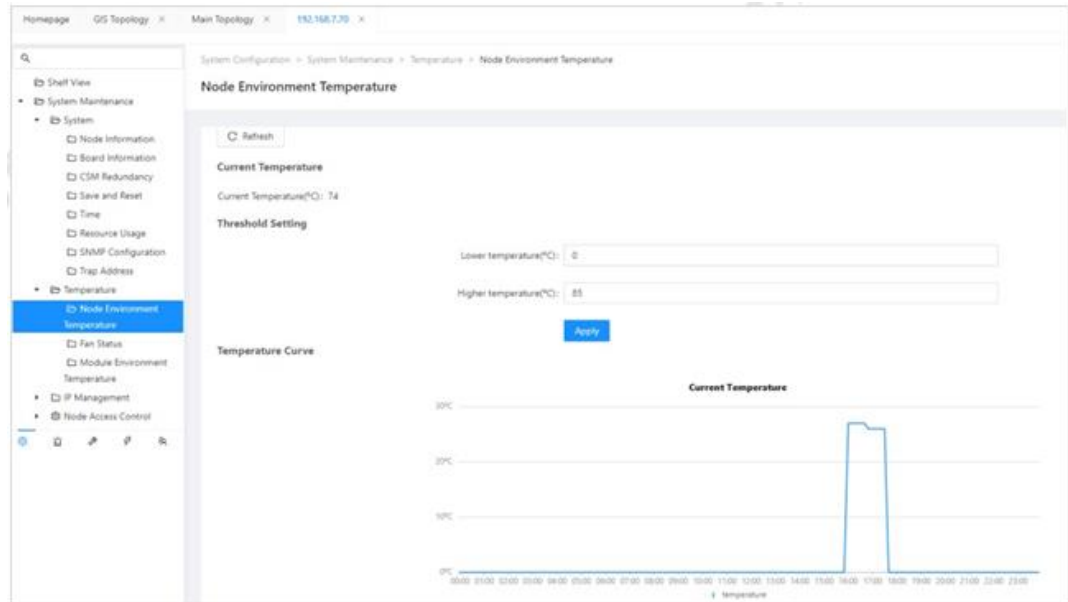 Homepage GIS Topology × Main Topology × 192.168.7.70 ×
System Configuration > System Maintenance > Temperature > Node Environment Temperature
Node Environment Temperature
Shelf View
System Maintenance
System
Node Information
Board Information
CSM Redundancy
Save and Reset
Time
Resource Usage
SNMP Configuration
Trap Address
Temperature
Node Environment
Temperature
Fan Status
Module Environment
Temperature
IP Management
Node Access Control
Refresh
Current Temperature
Current Temperature(°C): 74
Threshold Setting
Lower temperature(°C): 0
Higher temperature(°C): 85
Apply
Temperature Curve
Current Temperature
30°C
20°C
10°C
0°C
00:00 01:00 02:00 03:00 04:00 05:00 06:00 07:00 08:00 09:00 10:00 11:00 12:00 13:00 14:00 15:00 16:00 17:00 18:00 19:00 20:00 21:00 22:00 23:00
temperature